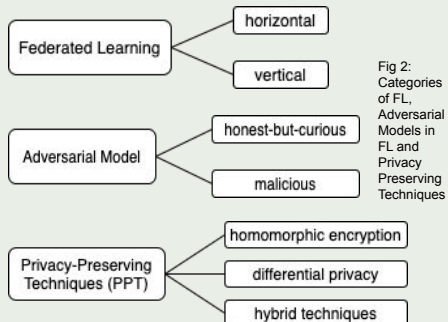 Federated Learning
horizontal
vertical
Adversarial Model
honest-but-curious
malicious
Privacy-Preserving
Techniques (PPT)
homomorphic encryption
differential privacy
hybrid techniques
Fig 2:
Categories
of FL,
Adversarial
Models in
FL and
Privacy
Preserving
Techniques